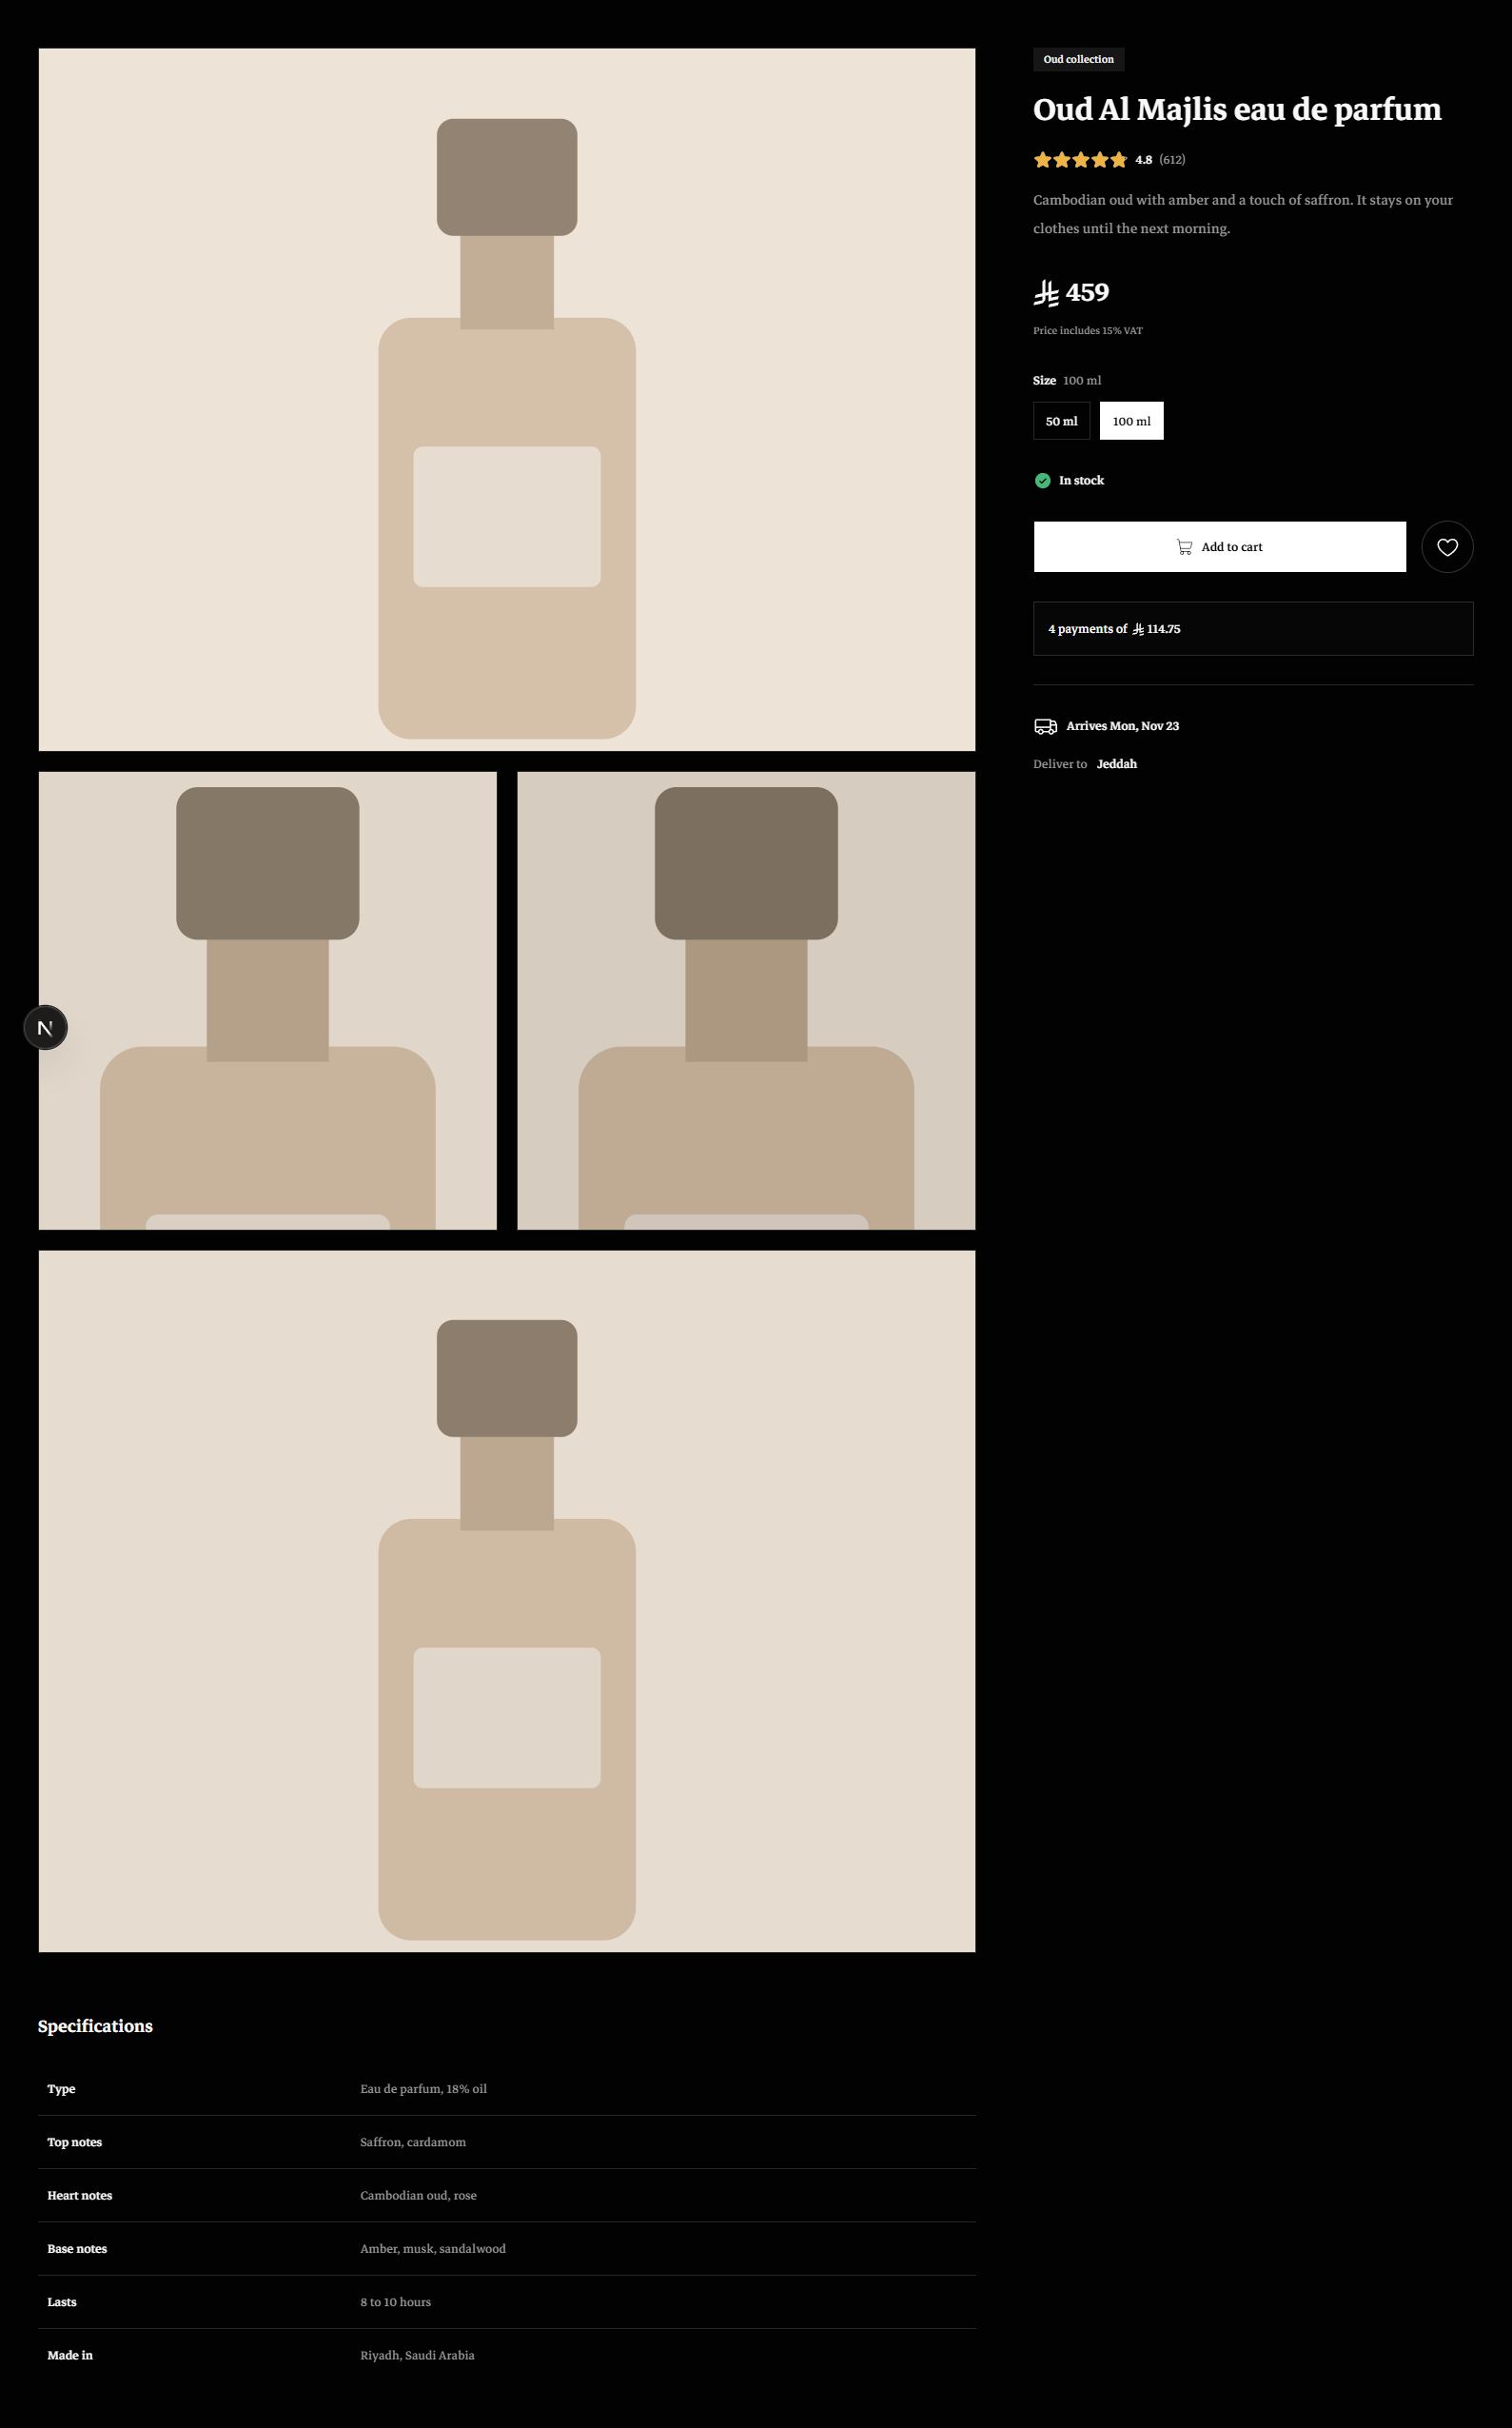 Oud collection
Oud Al Majlis eau de parfum
4.8 (612)
Cambodian oud with amber and a touch of saffron. It stays on your
clothes until the next morning.
⃁ 459
Price includes 15% VAT
Size 100 ml
50 ml 100 ml
In stock
Add to cart
4 payments of ⃁ 114.75
Arrives Mon, Nov 23
Deliver to Jeddah
N
Specifications
Type Eau de parfum, 18% oil
Top notes Saffron, cardamom
Heart notes Cambodian oud, rose
Base notes Amber, musk, sandalwood
Lasts 8 to 10 hours
Made in Riyadh, Saudi Arabia